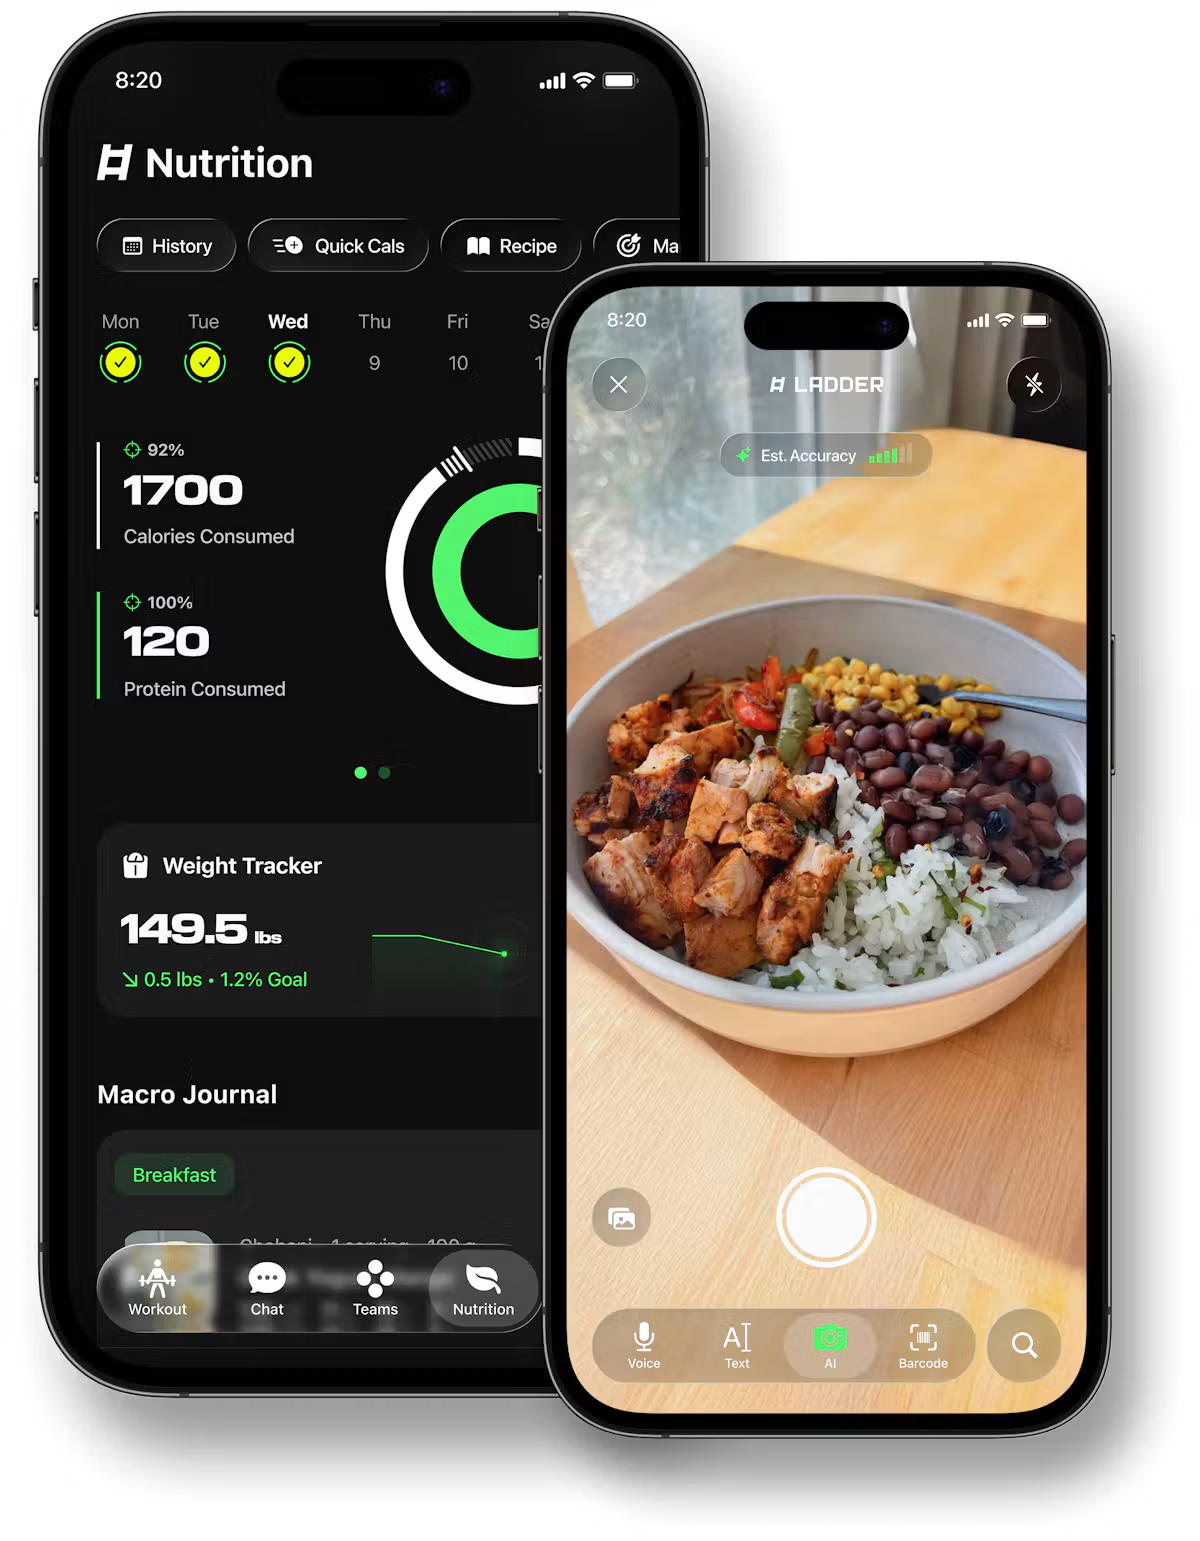 8:20
Nutrition
History
Quick Cals
Recipe
Ma
Mon Tue Wed Thu Fri Sa
9 10 1
92%
1700
Calories Consumed
100%
120
Protein Consumed
Weight Tracker
149.5 lbs
0.5 lbs • 1.2% Goal
Macro Journal
Breakfast
Workout
Chat
Teams
Nutrition
8:20
LADDER
Est. Accuracy
Voice
Text
AI
Barcode